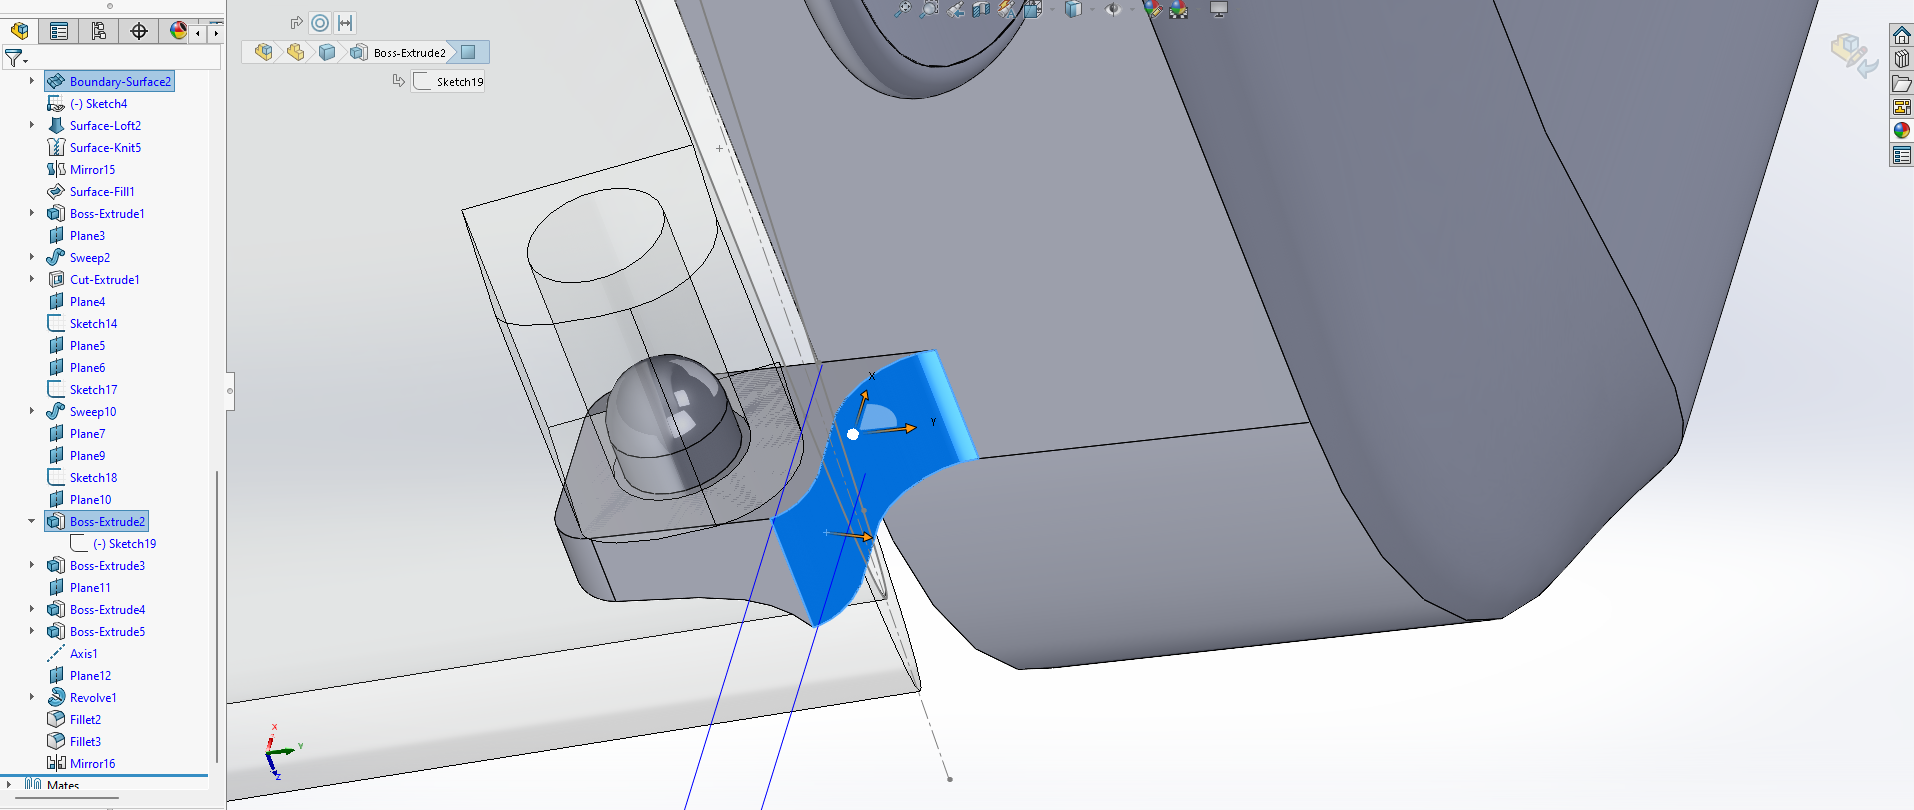 Boss-Extrude2
Sketch19
Boundary-Surface2
(-) Sketch4
Surface-Loft2
Surface-Knit5
Mirror15
Surface-Fill1
Boss-Extrude1
Plane3
Sweep2
Cut-Extrude1
Plane4
Sketch14
Plane5
Plane6
Sketch17
Sweep10
Plane7
Plane9
Sketch18
Plane10
Boss-Extrude2
(-) Sketch19
Boss-Extrude3
Plane11
Boss-Extrude4
Boss-Extrude5
Axis1
Plane12
Revolve1
Fillet2
Fillet3
Mirror16
Mates
X
Y
X
Y
Z